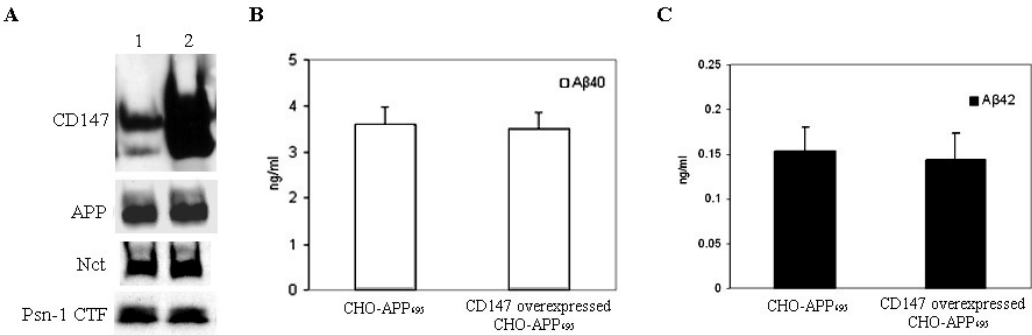 A
B
C
1 2
CD147
APP
Nct
Psn-1 CTF
5
4
3
2
1
0
ng/ml
Aβ40
CHO-APP₆₉₅
CD147 overexpressed
CHO-APP₆₉₅
0.25
0.2
0.15
0.1
0.05
0
ng/ml
Aβ42
CHO-APP₆₉₅
CD147 overexpressed
CHO-APP₆₉₅